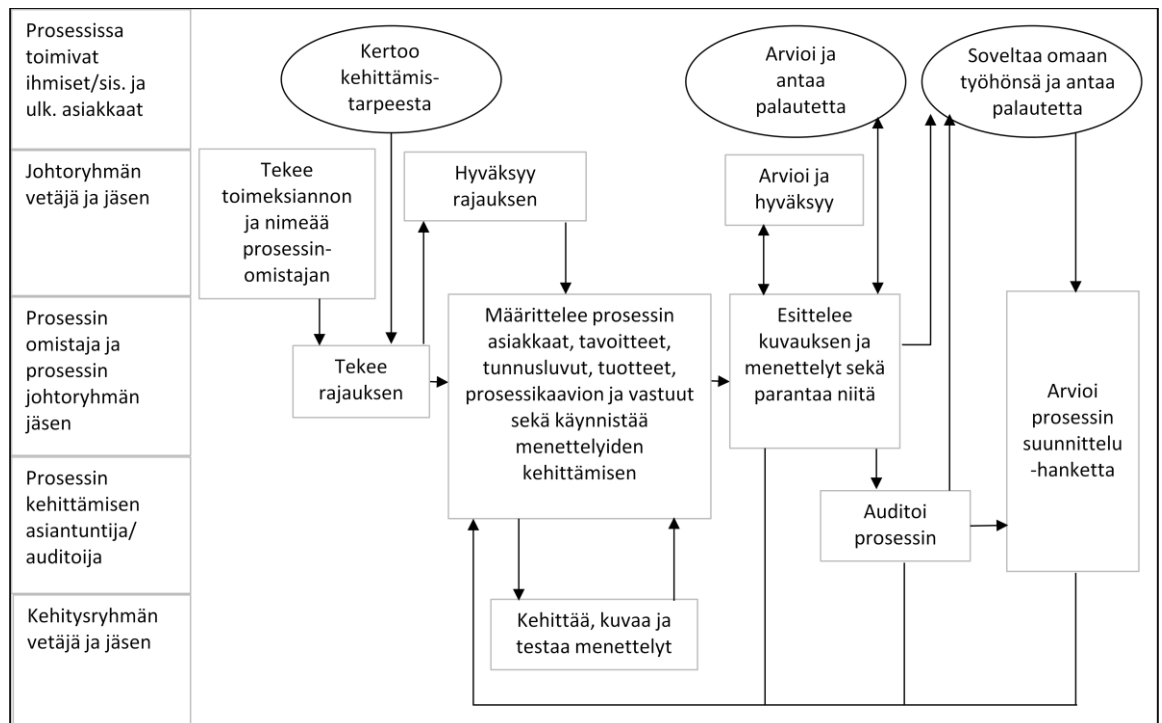 Prosessissa
toimivat
ihmiset/sis. ja
ulk. asiakkaat
Kertoo
kehittämis-
tarpeesta
Arvioi ja
antaa
palautetta
Soveltaa omaan
työhönsä ja antaa
palautetta
Johtoryhmän
vetäjä ja jäsen
Tekee
toimeksiannon
ja nimeää
prosessin-
omistajan
Hyväksyy
rajauksen
Arvioi ja
hyväksyy
Prosessin
omistaja ja
prosessin
johtoryhmän
jäsen
Tekee
rajauksen
Määrittelee prosessin
asiakkaat, tavoitteet,
tunnusluvut, tuotteet,
prosessikaavion ja vastuut
sekä käynnistää
menettelyiden
kehittämisen
Esittelee
kuvauksen ja
menettelyt sekä
parantaa niitä
Arvioi
prosessin
suunnittelu
-hanketta
Prosessin
kehittämisen
asiantuntija/
auditoija
Auditoi
prosessin
Kehitysryhmän
vetäjä ja jäsen
Kehittää, kuvaa ja
testaa menettelyt